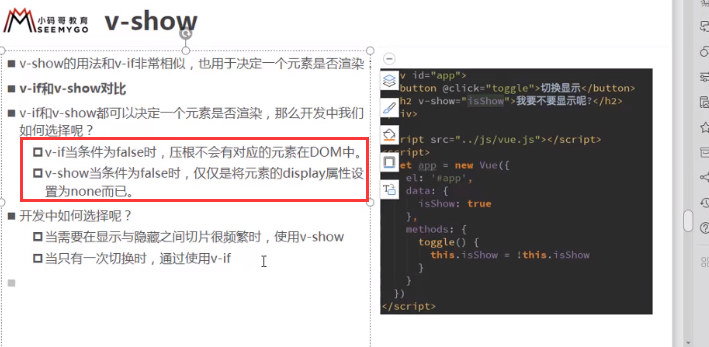 小码哥教育
SEEMYGO
v-show
v-show的用法和v-if非常相似，也用于决定一个元素是否渲染：
v-if和v-show对比
v-if和v-show都可以决定一个元素是否渲染，那么开发中我们
如何选择呢？
v-if当条件为false时，压根不会有对应的元素在DOM中。
v-show当条件为false时，仅仅是将元素的display属性设
置为none而已。
开发中如何选择呢？
当需要在显示与隐藏之间切片很频繁时，使用v-show
当只有一次切换时，通过使用v-if
v id="app">
button @click="toggle">切换显示</button>
h2 v-show="isShow">我要不要显示呢?</h2>
iv>
ript src="../js/vue.js"></script>
cript>
et app = new Vue({
el: '#app',
data: {
isShow: true
},
methods: {
toggle() {
this.isShow = !this.isShow
}
}
})
</script>